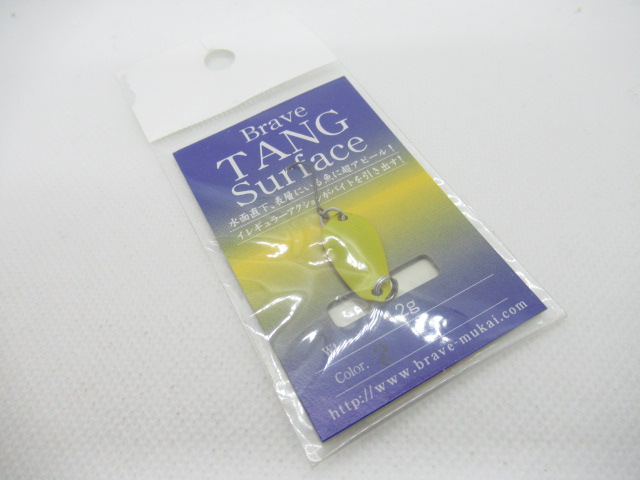 Brave
TANG
Surface
水面直下、表層にいる魚に超アピール!
イレギュラーアクションがバイトを引き出す!
2g
Color. 2
http://www.brave-mukai.com